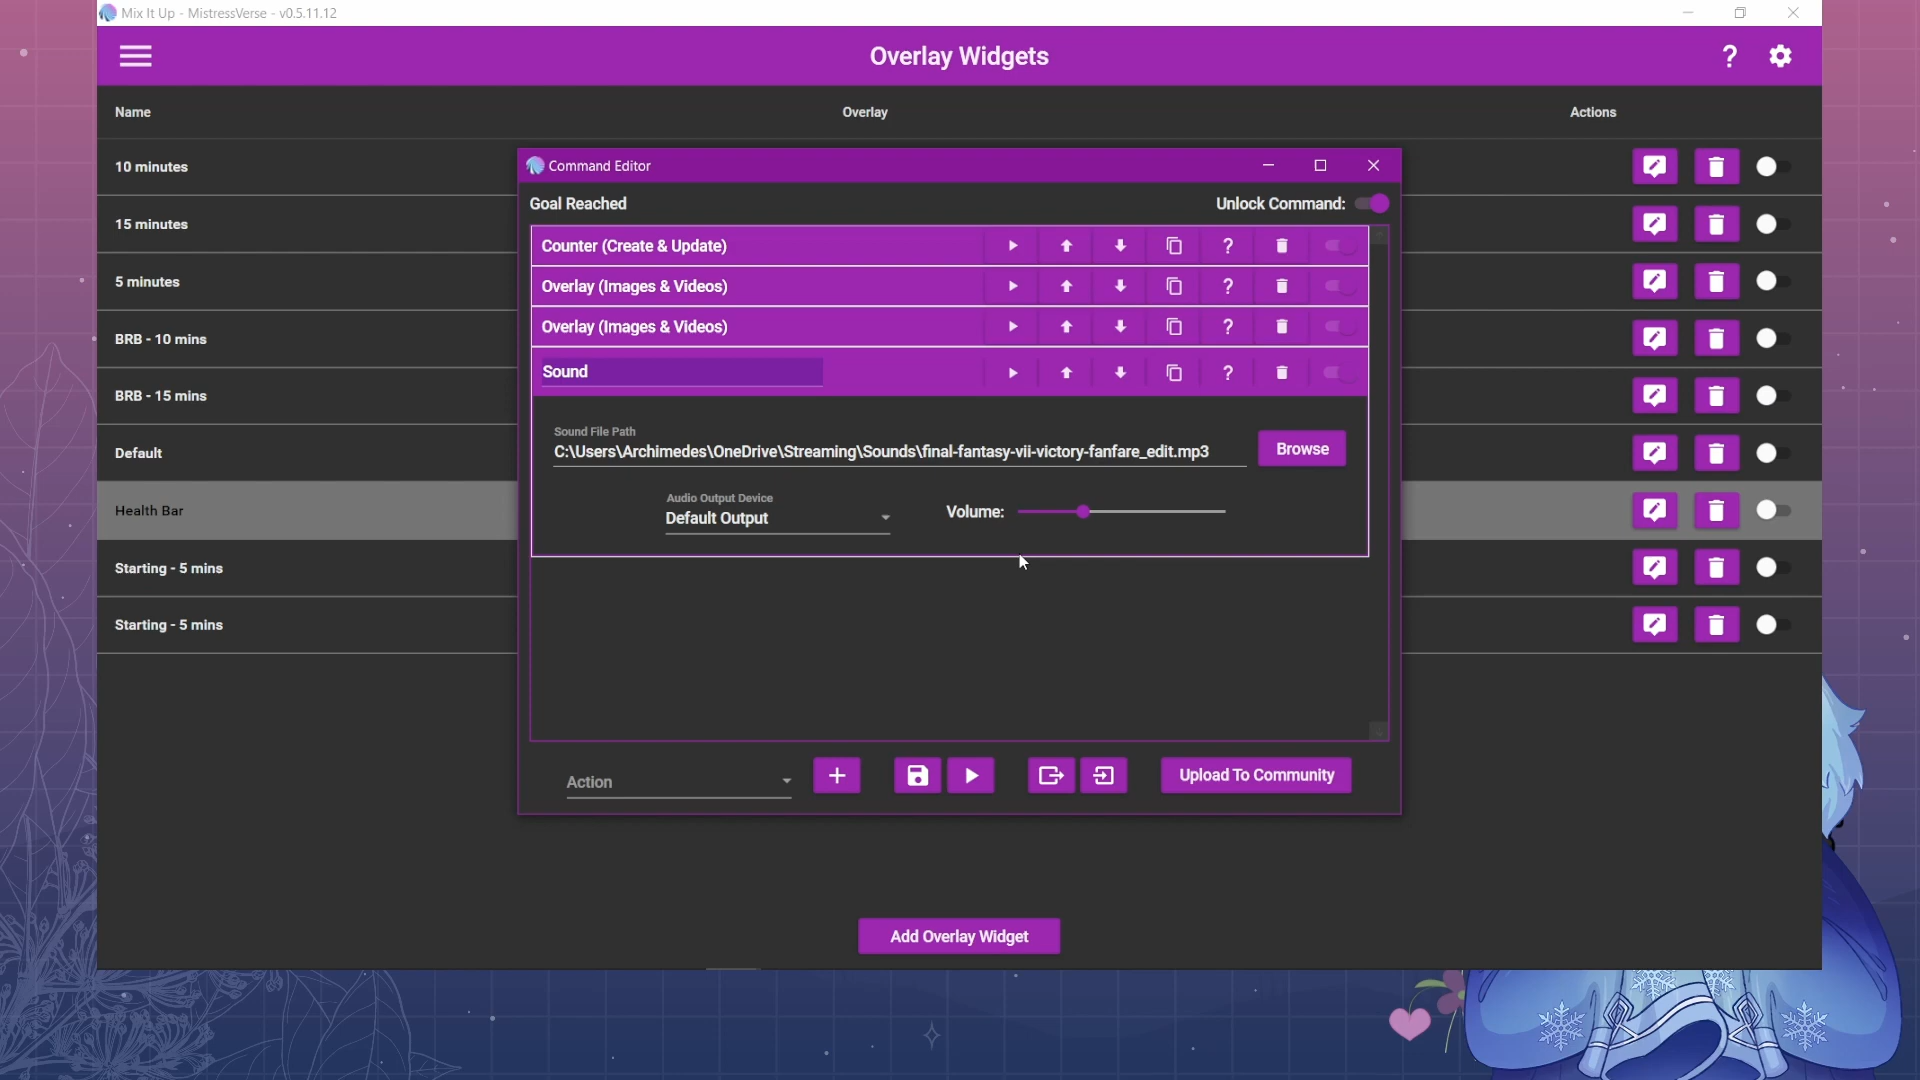 Mix It Up - MistressVerse - v0.5.11.12
Overlay Widgets
?
Name
Overlay
Actions
10 minutes
15 minutes
5 minutes
BRB - 10 mins
BRB - 15 mins
Default
Health Bar
Starting - 5 mins
Starting - 5 mins
Command Editor
Goal Reached
Unlock Command:
Counter (Create & Update)
?
Overlay (Images & Videos)
?
Overlay (Images & Videos)
?
Sound
?
Sound File Path
C:\Users\Archimedes\OneDrive\Streaming\Sounds\final-fantasy-vii-victory-fanfare_edit.mp3
Browse
Audio Output Device
Default Output
Volume:
Action
Upload To Community
Add Overlay Widget